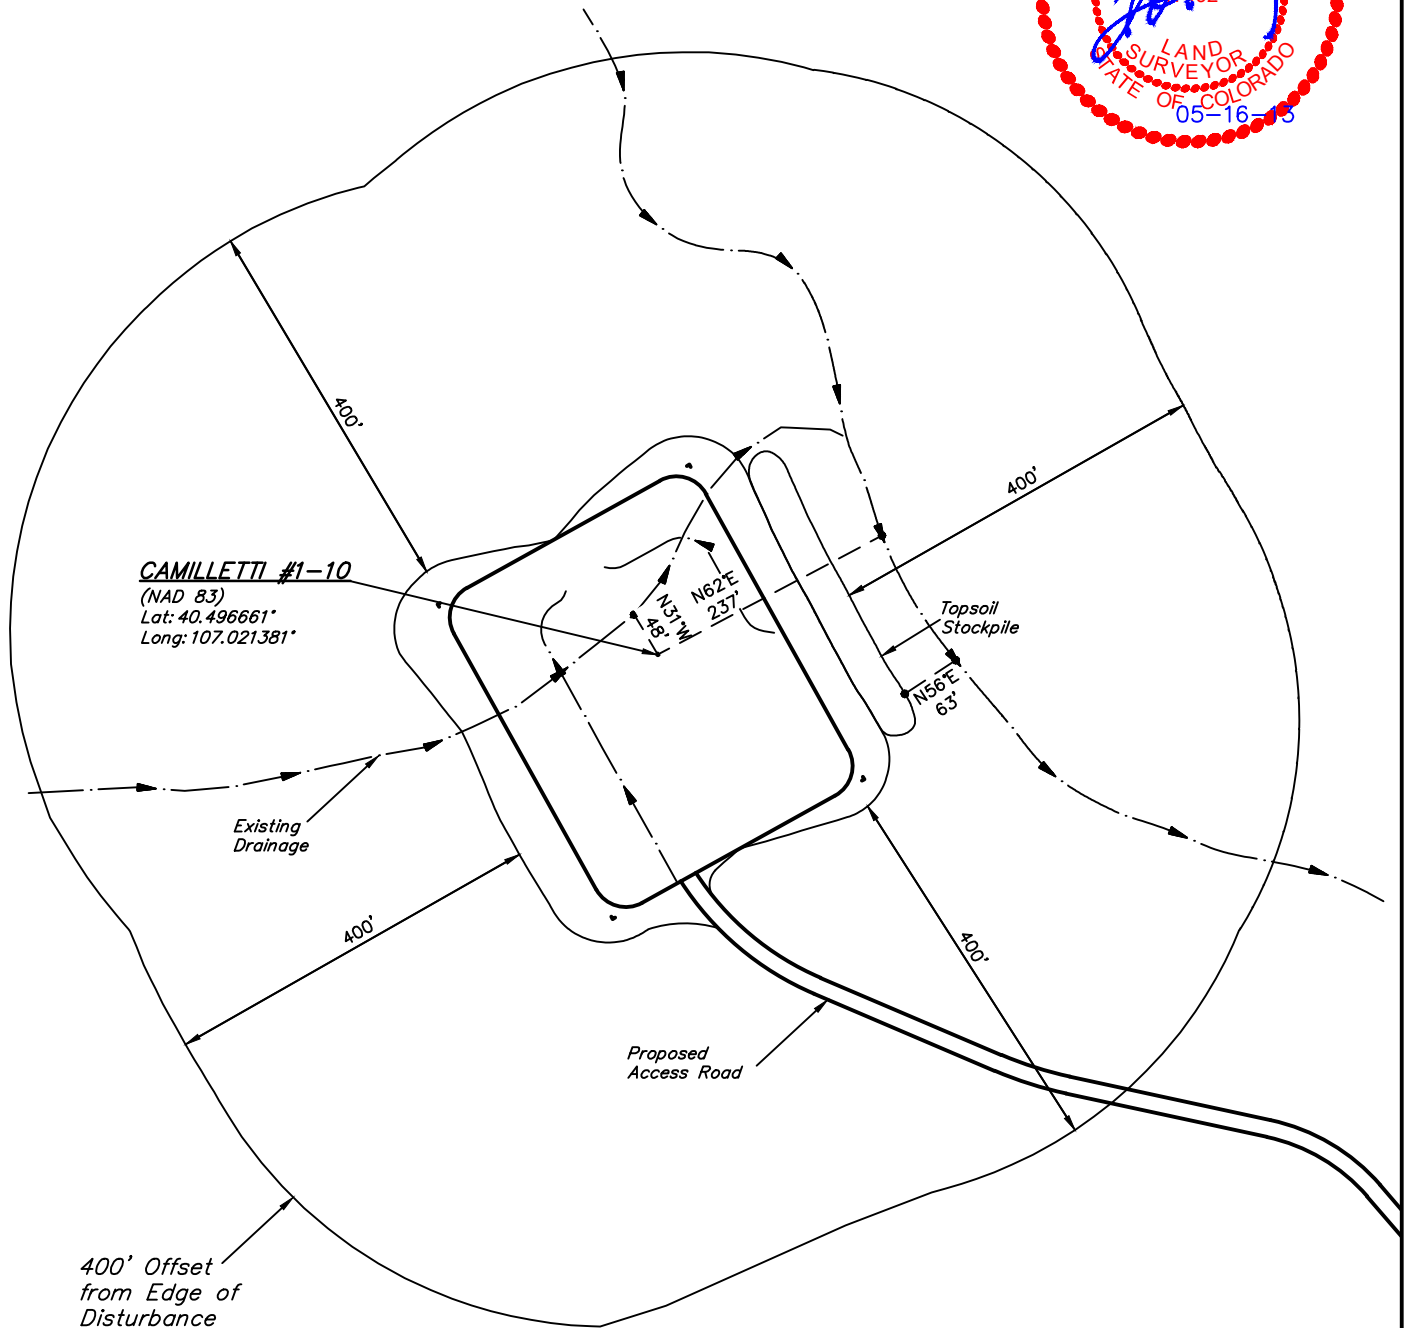 LAND
SURVEYOR
STATE OF COLORADO
05-16-13
400'
400'
CAMILLETTI #1-10
(NAD 83)
Lat: 40.496661°
Long: 107.021381°
N62°E
237'
N31°W
48'
Topsoil
Stockpile
N56°E
63'
Existing
Drainage
400'
400'
Proposed
Access Road
400' Offset
from Edge of
Disturbance